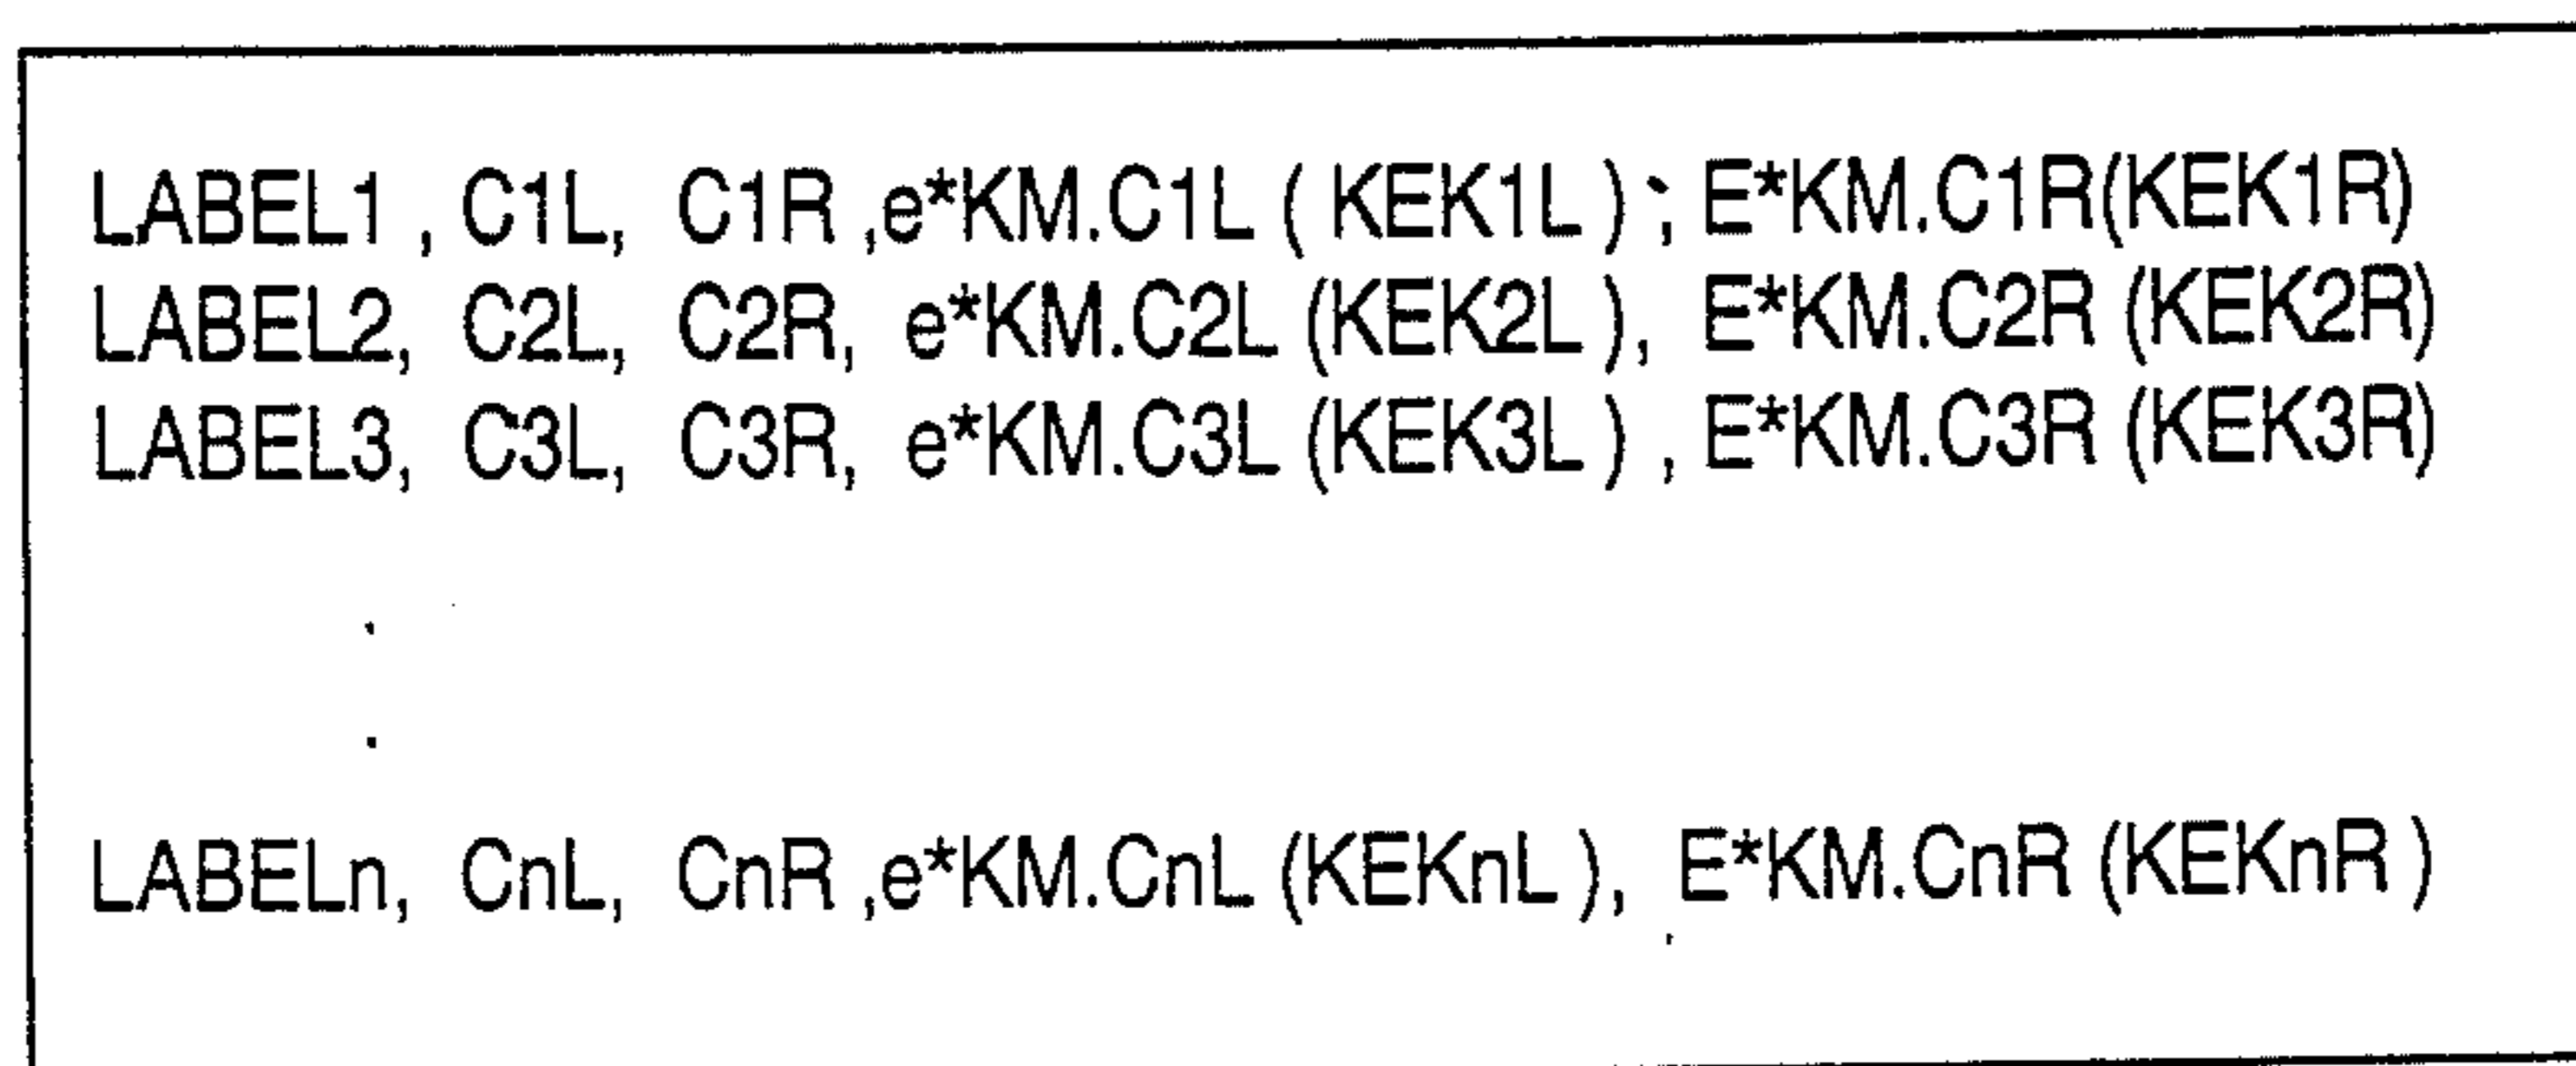 LABEL1 , C1L, C1R ,e*KM.C1L ( KEK1L ) , E*KM.C1R(KEK1R)
LABEL2, C2L, C2R, e*KM.C2L (KEK2L ), E*KM.C2R (KEK2R)
LABEL3, C3L, C3R, e*KM.C3L (KEK3L ) , E*KM.C3R (KEK3R)
.
.
LABELn, CnL, CnR ,e*KM.CnL (KEKnL ), E*KM.CnR (KEKnR )